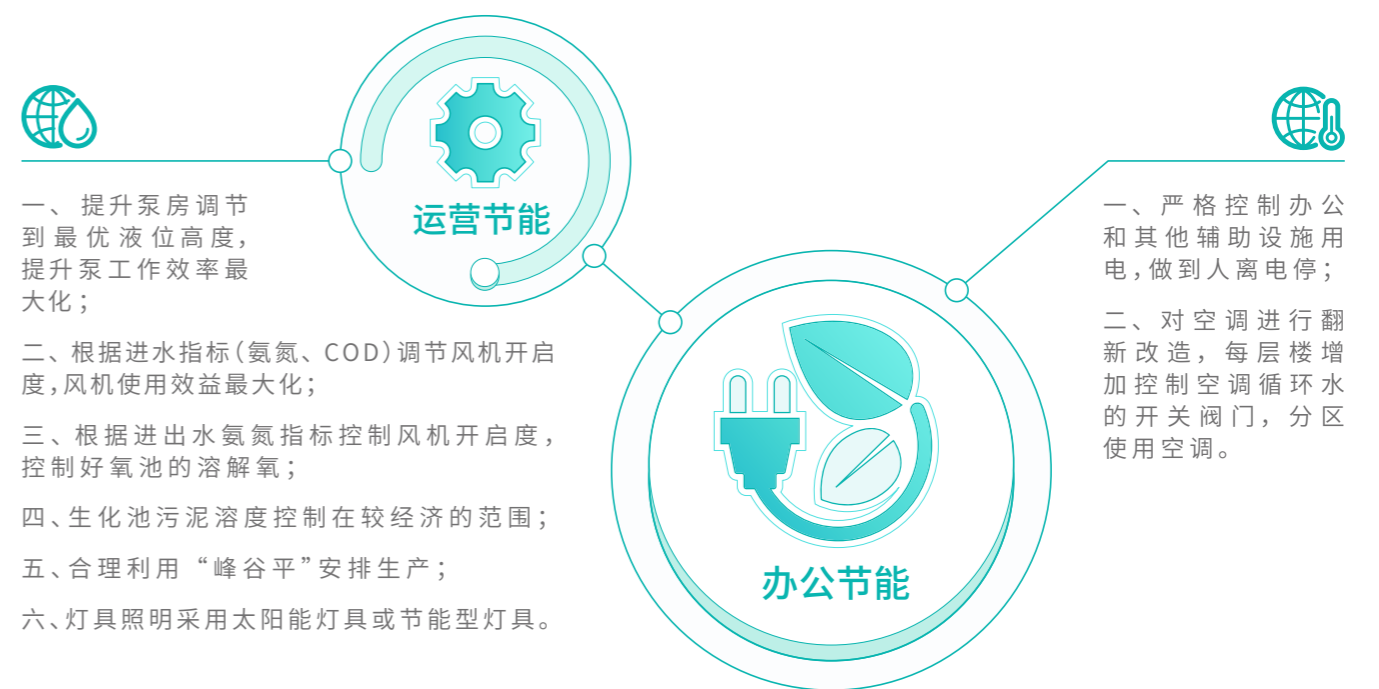 运营节能
一、提升泵房调节
到最优液位高度，
提升泵工作效率最
大化；
二、根据进水指标（氨氮、COD）调节风机开启
度，风机使用效益最大化；
三、根据进出水氨氮指标控制风机开启度，
控制好氧池的溶解氧；
四、生化池污泥溶度控制在较经济的范围；
五、合理利用“峰谷平”安排生产；
六、灯具照明采用太阳能灯具或节能型灯具。
办公节能
一、严格控制办公
和其他辅助设施用
电，做到人离电停；
二、对空调进行翻
新改造，每层楼增
加控制空调循环水
的开关阀门，分区
使用空调。